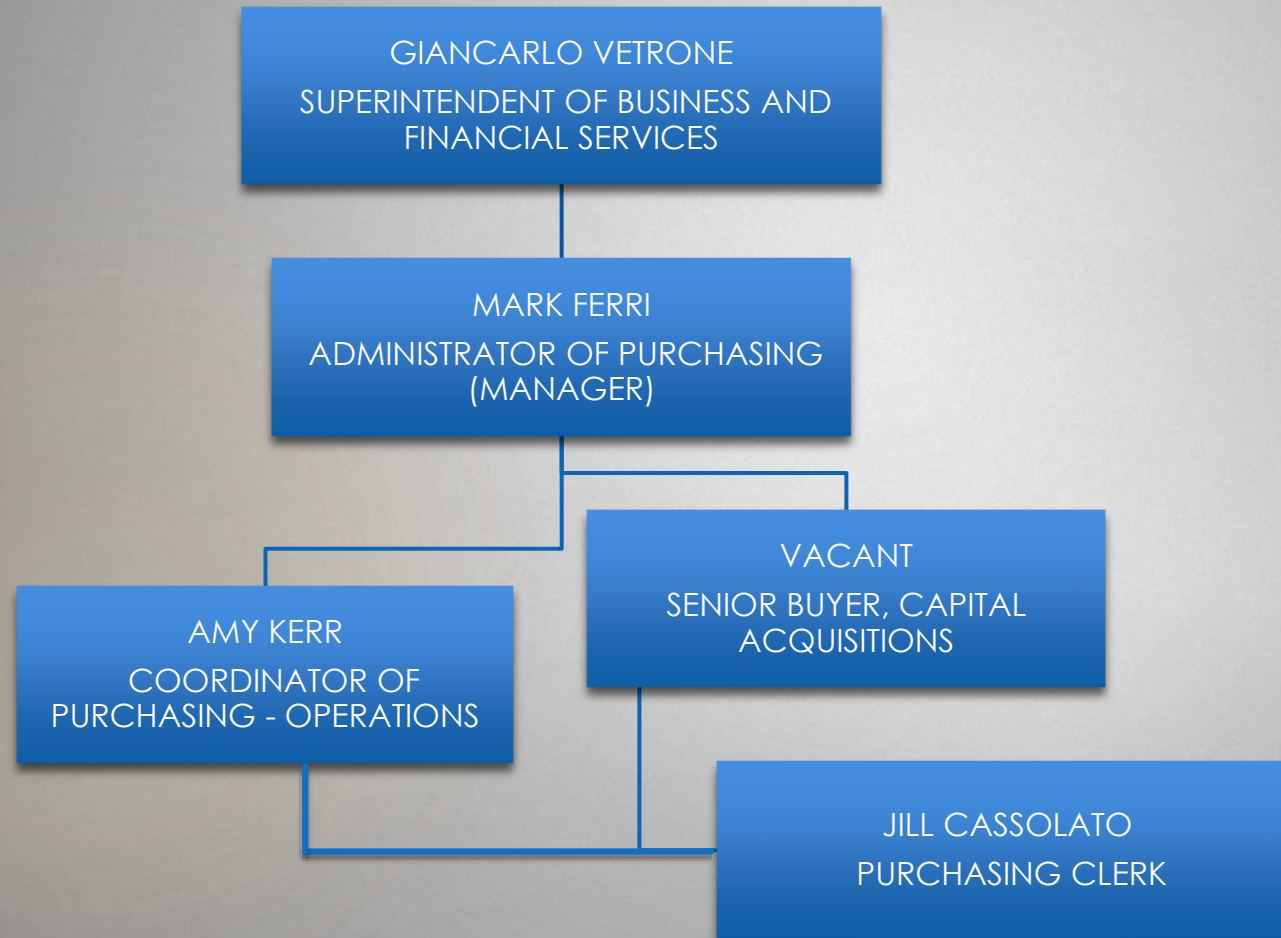 GIANCARLO VETRONE
SUPERINTENDENT OF BUSINESS AND
FINANCIAL SERVICES
MARK FERRI
ADMINISTRATOR OF PURCHASING
(MANAGER)
VACANT
SENIOR BUYER, CAPITAL
ACQUISITIONS
AMY KERR
COORDINATOR OF
PURCHASING - OPERATIONS
JILL CASSOLATO
PURCHASING CLERK